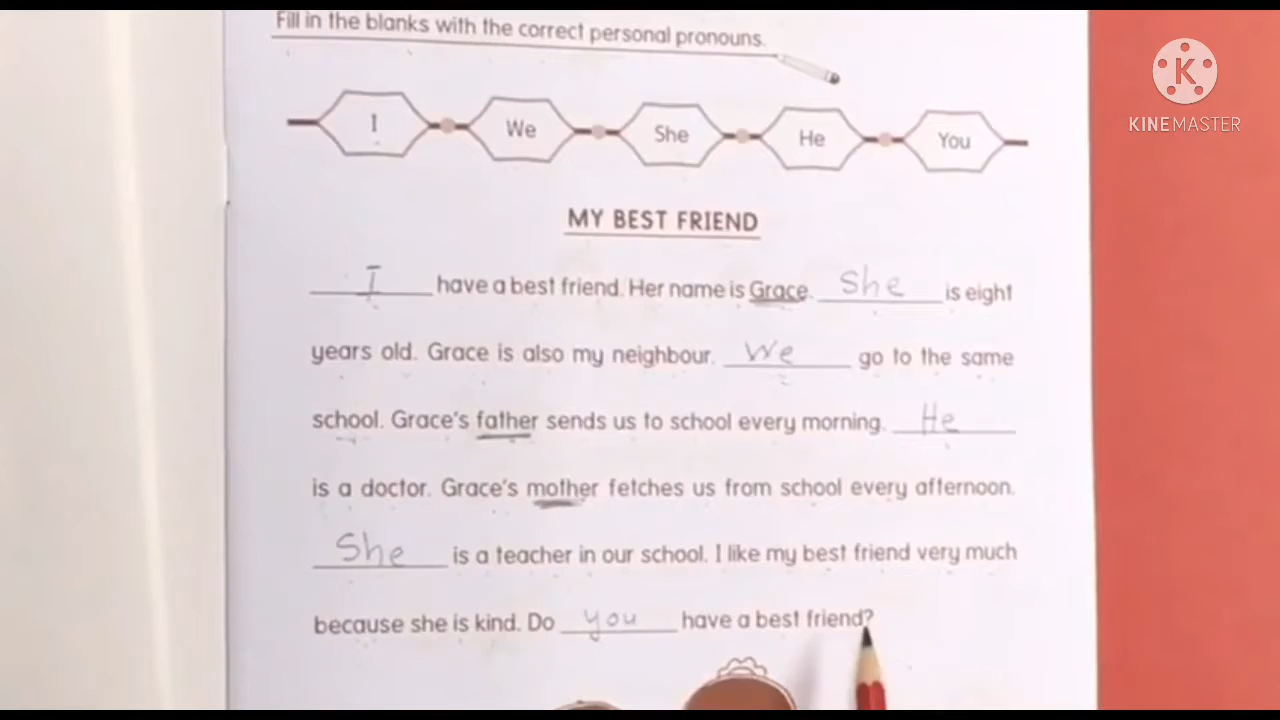 Fill in the blanks with the correct personal pronouns.
I We She He You
KINEMASTER
MY BEST FRIEND
I have a best friend. Her name is Grace. She is eight
years old. Grace is also my neighbour. We go to the same
school. Grace's father sends us to school every morning. He
is a doctor. Grace's mother fetches us from school every afternoon.
She is a teacher in our school. I like my best friend very much
because she is kind. Do you have a best friend?